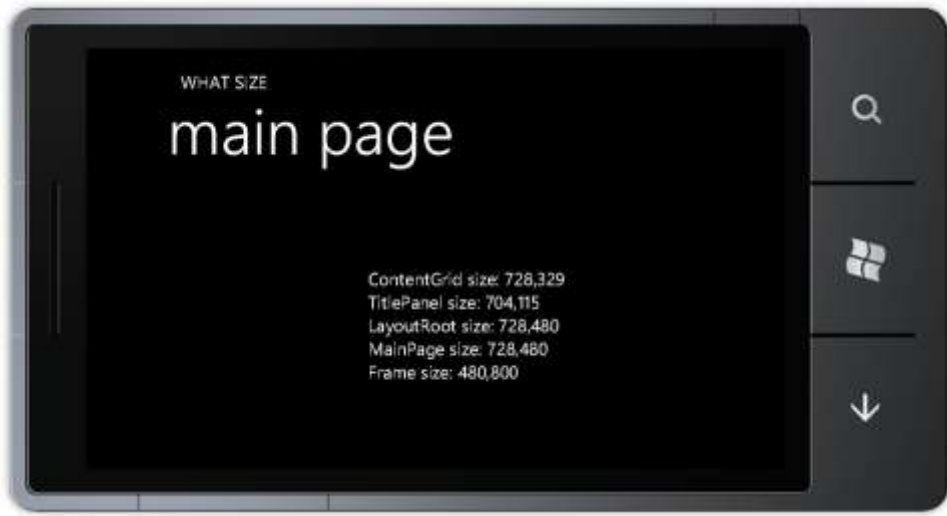 WHAT SIZE
main page
ContentGrid size: 728,329
TitlePanel size: 704,115
LayoutRoot size: 728,480
MainPage size: 728,480
Frame size: 480,800